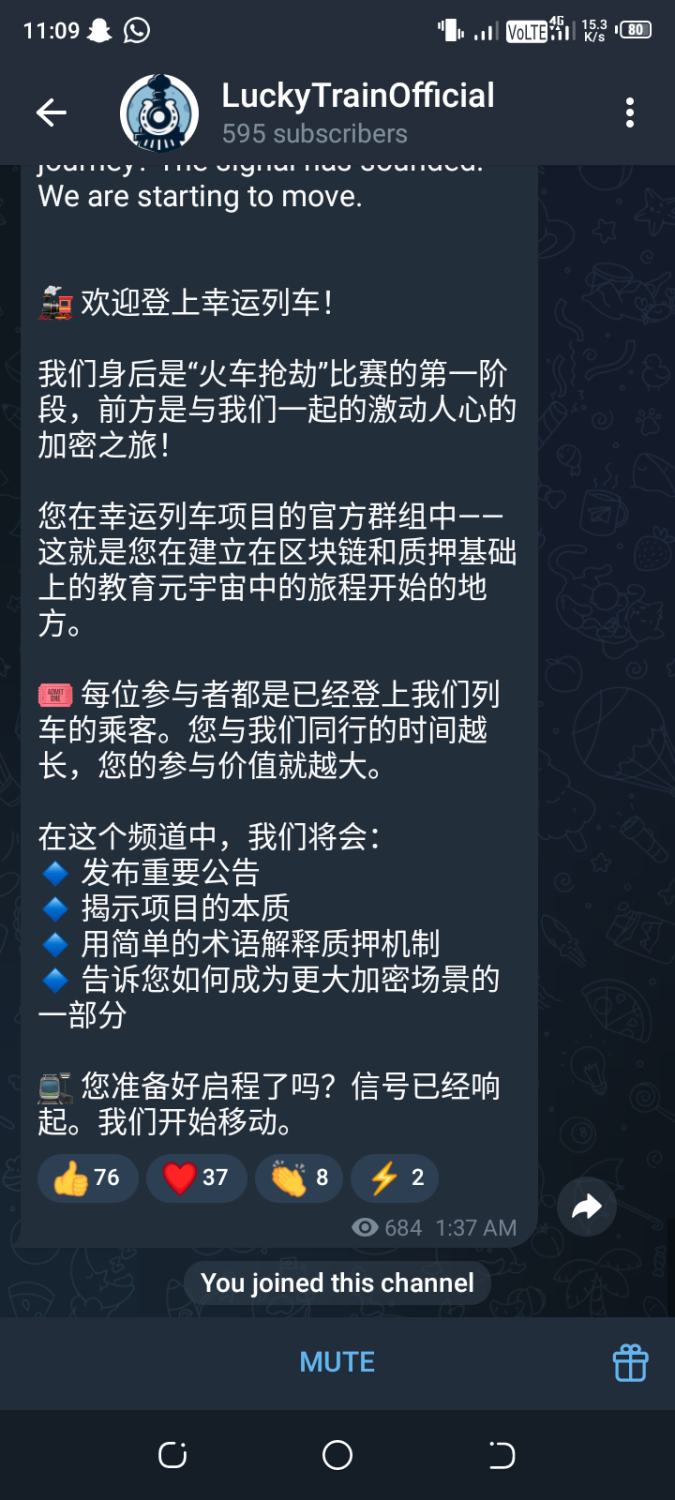 11:09
VoLTE
4G
15.3
K/s
80
LuckyTrainOfficial
595 subscribers
journey? The signal has sounded.
We are starting to move.
欢迎登上幸运列车！
我们身后是“火车抢劫”比赛的第一阶
段，前方是与我们一起的激动人心的
加密之旅！
您在幸运列车项目的官方群组中——
这就是您在建立在区块链和质押基础
上的教育元宇宙中的旅程开始的地
方。
ADMIT ONE
每位参与者都是已经登上我们列
车的乘客。您与我们同行的时间越
长，您的参与价值就越大。
在这个频道中，我们将会：
发布重要公告
揭示项目的本质
用简单的术语解释质押机制
告诉您如何成为更大加密场景的
一部分
您准备好启程了吗？信号已经响
起。我们开始移动。
76 37 8 2
684 1:37 AM
You joined this channel
MUTE